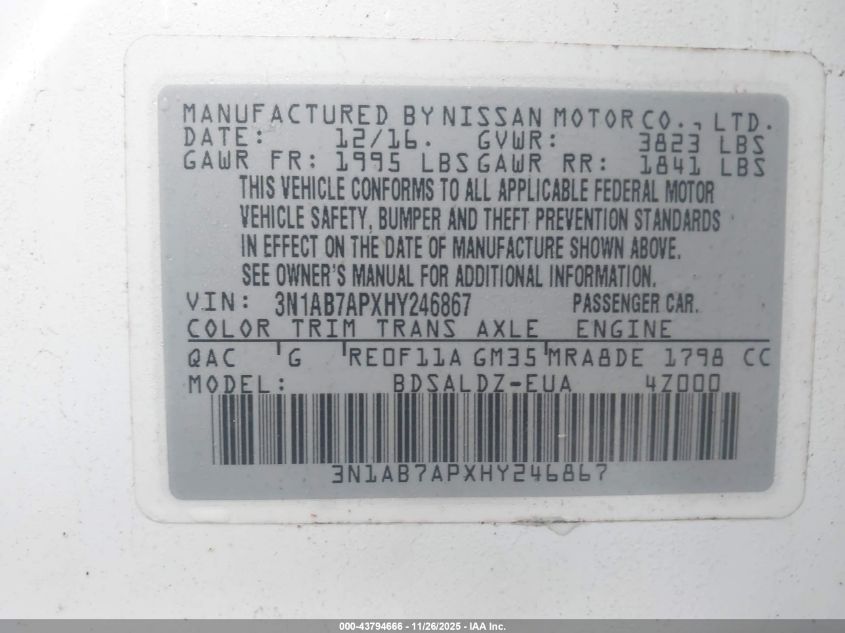 MANUFACTURED BY NISSAN MOTOR CO., LTD.
DATE: 12/16. GVWR: 3823 LBS
GAWR FR: 1995 LBS GAWR RR: 1841 LBS
THIS VEHICLE CONFORMS TO ALL APPLICABLE FEDERAL MOTOR
VEHICLE SAFETY, BUMPER AND THEFT PREVENTION STANDARDS
IN EFFECT ON THE DATE OF MANUFACTURE SHOWN ABOVE.
SEE OWNER'S MANUAL FOR ADDITIONAL INFORMATION.
VIN: 3N1AB7APXHY246867 PASSENGER CAR.
COLOR TRIM TRANS AXLE ENGINE
QAC G RE0F11A GM35 MRA8DE 1798 CC
MODEL: BDSALDZ-EUA 4Z000
3N1AB7APXHY246867
000-43794666 - 11/26/2025 - IAA Inc.